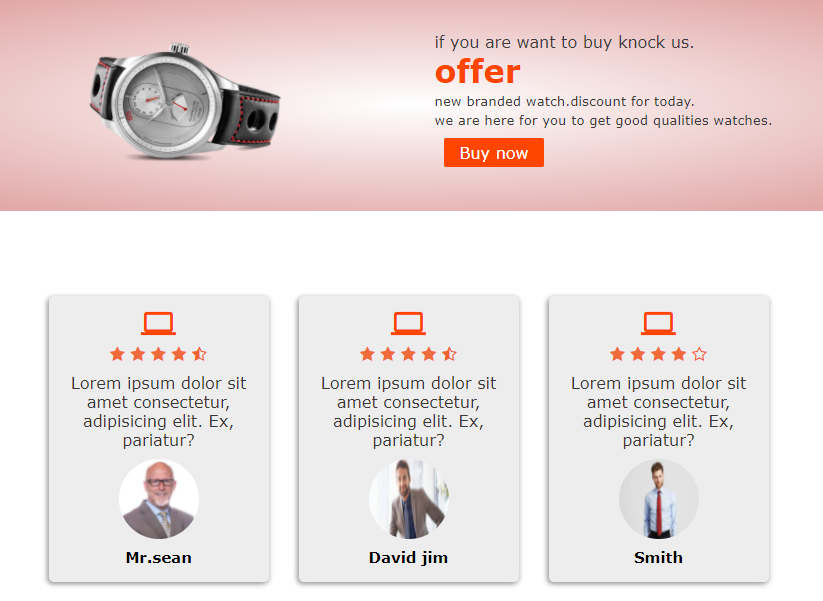 if you are want to buy knock us.
offer
new branded watch.discount for today.
we are here for you to get good qualities watches.
Buy now
Lorem ipsum dolor sit
amet consectetur,
adipisicing elit. Ex,
pariatur?
Mr.sean
Lorem ipsum dolor sit
amet consectetur,
adipisicing elit. Ex,
pariatur?
David jim
Lorem ipsum dolor sit
amet consectetur,
adipisicing elit. Ex,
pariatur?
Smith